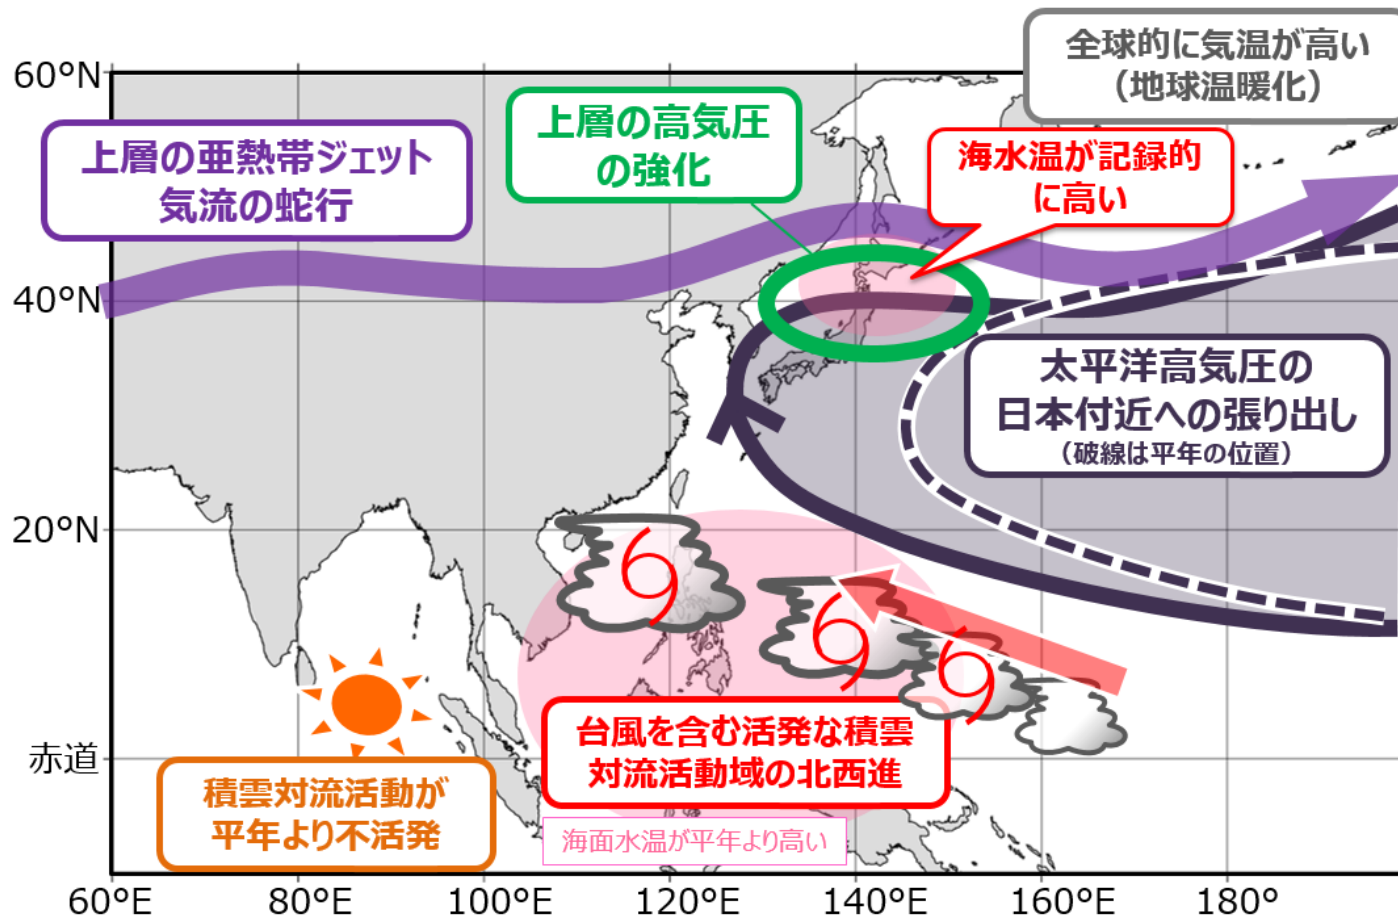 全球的に気温が高い
（地球温暖化）
60°N
上層の高気圧
の強化
上層の亜熱帯ジェット
気流の蛇行
海水温が記録的
に高い
40°N
太平洋高気圧の
日本付近への張り出し
（破線は平年の位置）
20°N
台風を含む活発な積雲
対流活動域の北西進
赤道
積雲対流活動が
平年より不活発
海面水温が平年より高い
60°E
80°E
100°E
120°E
140°E
160°E
180°